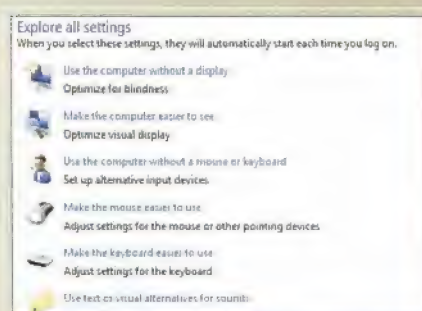 Explore all settings
When you select these settings, they will automatically start each time you log on.
Use the computer without a display
Optimize for blindness
Make the computer easier to see
Optimize visual display
Use the computer without a mouse or keyboard
Set up alternative input devices
Make the mouse easier to use
Adjust settings for the mouse or other pointing devices
Make the keyboard easier to use
Adjust settings for the keyboard
Use text or visual alternatives for sounds